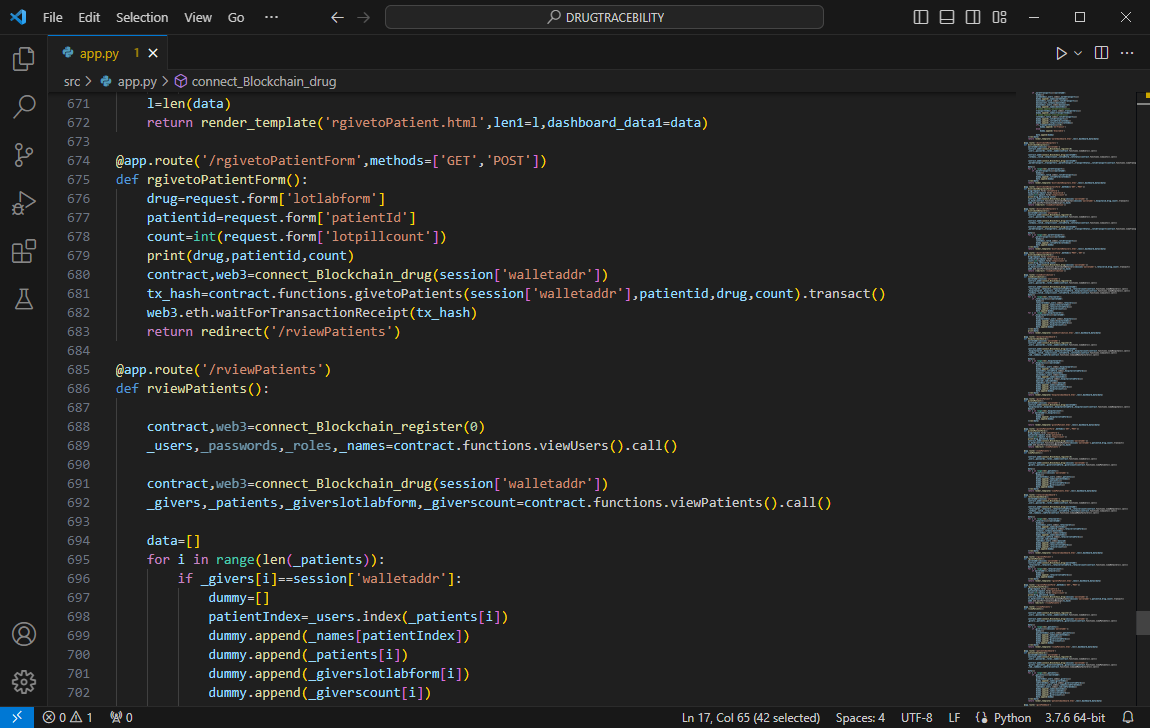 File Edit Selection View Go ··· DRUGTRACEBILITY
app.py 1
src > app.py > connect_Blockchain_drug
671 l=len(data)
672 return render_template('rgivetoPatient.html',len1=l,dashboard_data1=data)
673
674 @app.route('/rgivetoPatientForm',methods=['GET','POST'])
675 def rgivetoPatientForm():
676 drug=request.form['lotlabform']
677 patientid=request.form['patientId']
678 count=int(request.form['lotpillcount'])
679 print(drug,patientid,count)
680 contract,web3=connect_Blockchain_drug(session['walletaddr'])
681 tx_hash=contract.functions.givetoPatients(session['walletaddr'],patientid,drug,count).transact()
682 web3.eth.waitForTransactionReceipt(tx_hash)
683 return redirect('/rviewPatients')
684
685 @app.route('/rviewPatients')
686 def rviewPatients():
687
688 contract,web3=connect_Blockchain_register(0)
689 _users,_passwords,_roles,_names=contract.functions.viewUsers().call()
690
691 contract,web3=connect_Blockchain_drug(session['walletaddr'])
692 _givers,_patients,_giverslotlabform,_giverscount=contract.functions.viewPatients().call()
693
694 data=[]
695 for i in range(len(_patients)):
696 if _givers[i]==session['walletaddr']:
697 dummy=[]
698 patientIndex=_users.index(_patients[i])
699 dummy.append(_names[patientIndex])
700 dummy.append(_patients[i])
701 dummy.append(_giverslotlabform[i])
702 dummy.append(_giverscount[i])
0 1 0 Ln 17, Col 65 (42 selected) Spaces: 4 UTF-8 LF Python 3.7.6 64-bit